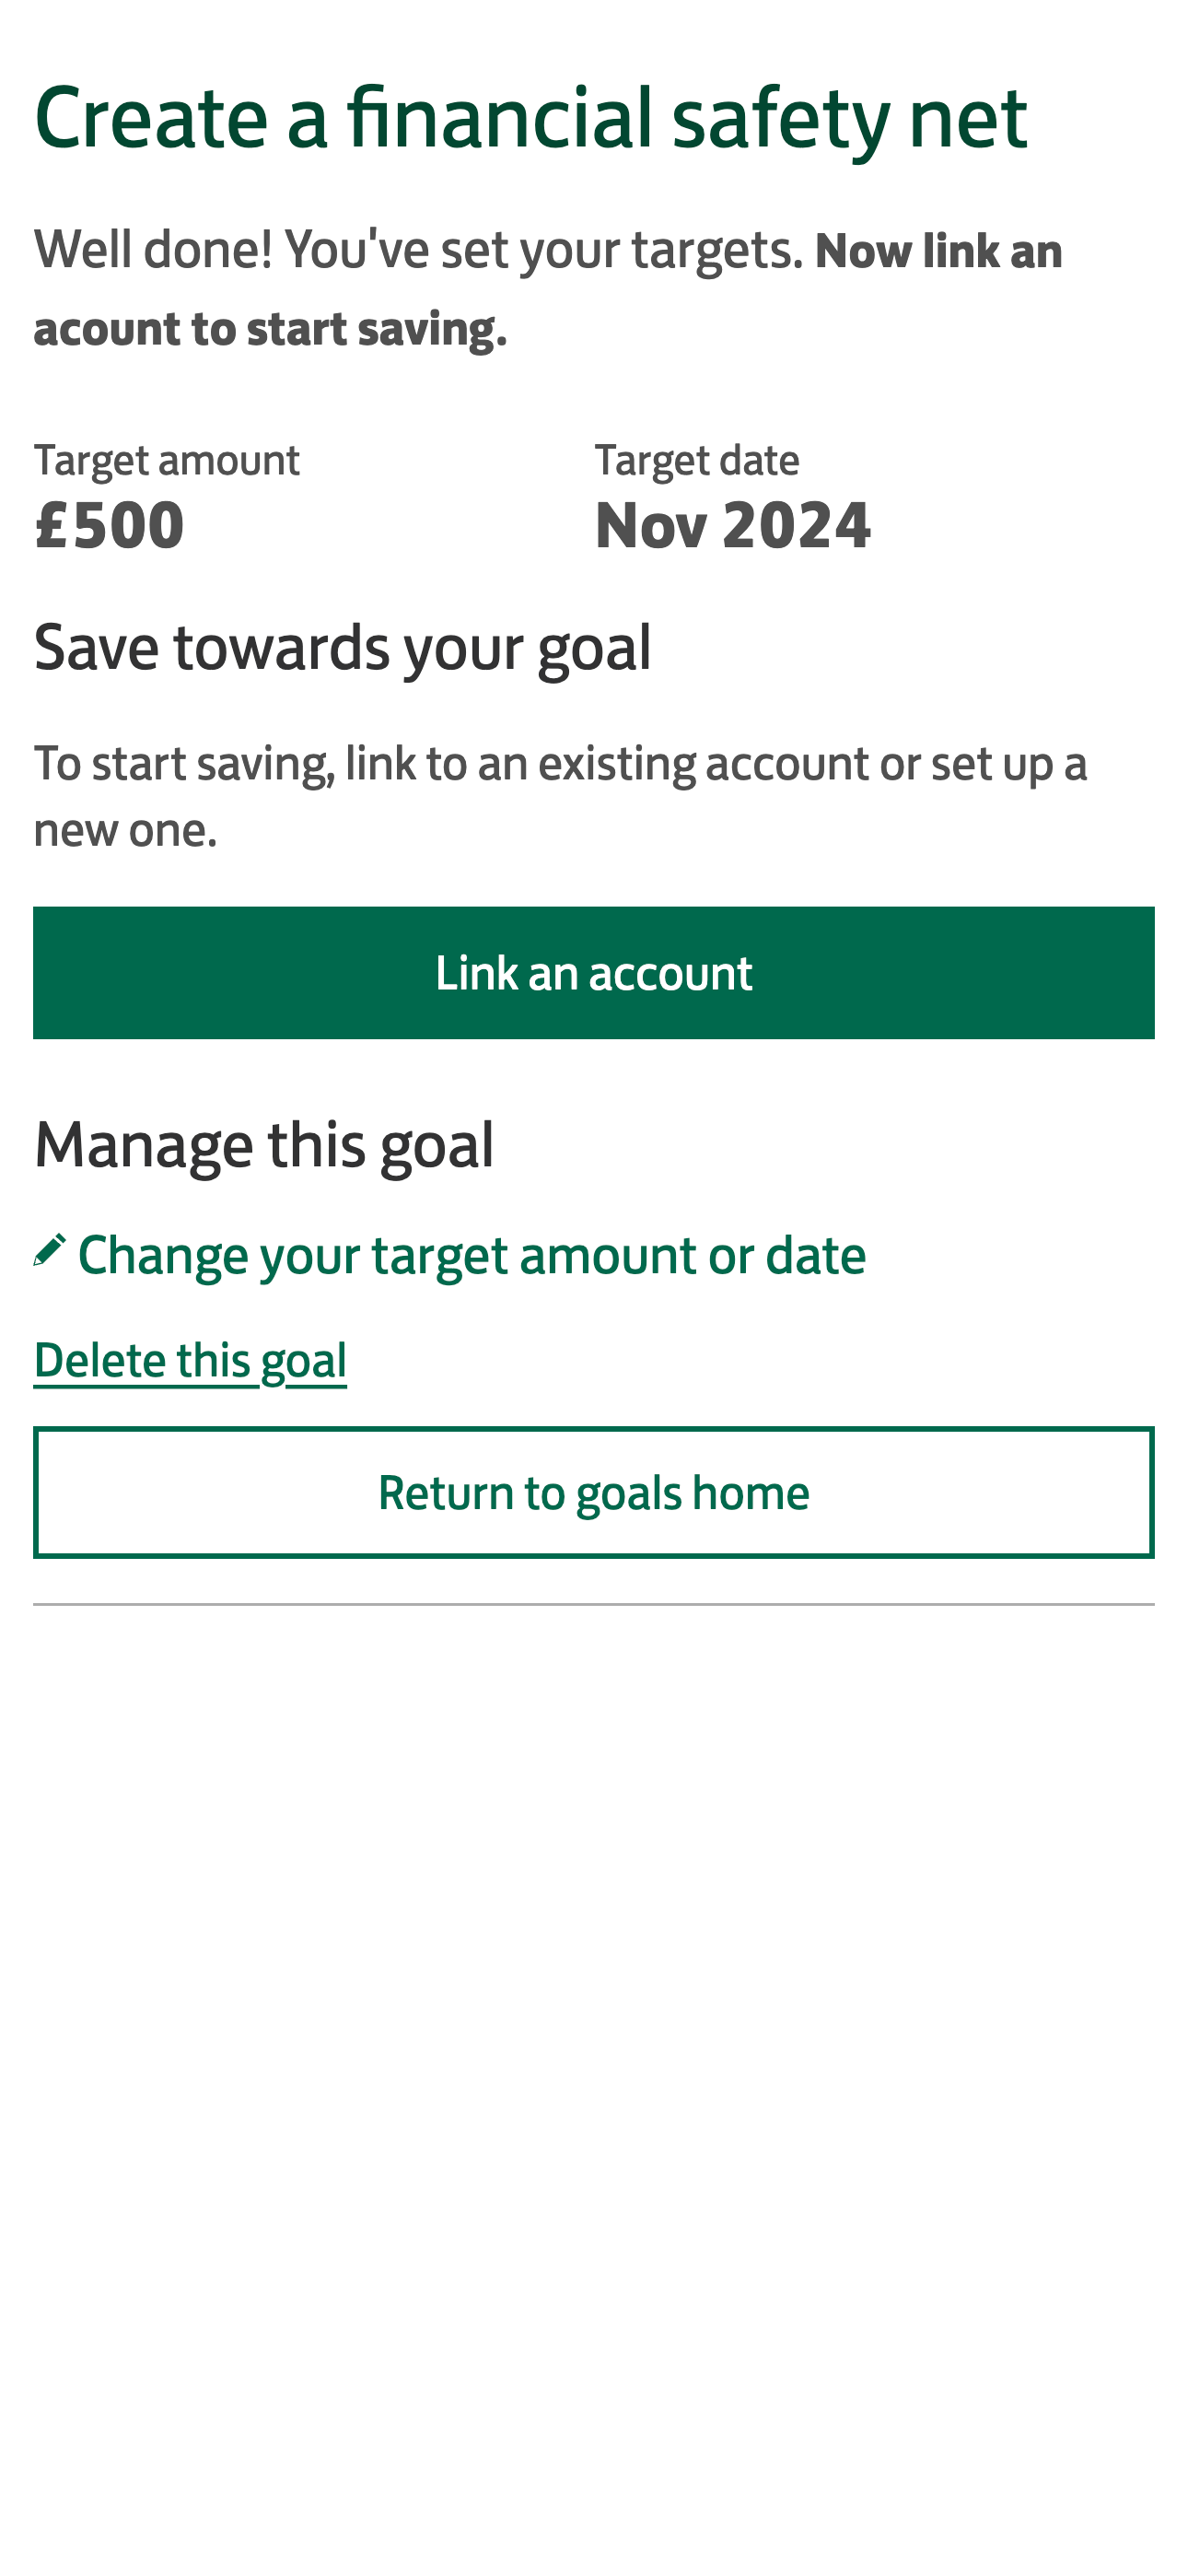 Create a financial safety net
Well done! You've set your targets. Now link an
acount to start saving.
Target amount
£500
Target date
Nov 2024
Save towards your goal
To start saving, link to an existing account or set up a
new one.
Link an account
Manage this goal
Change your target amount or date
Delete this goal
Return to goals home